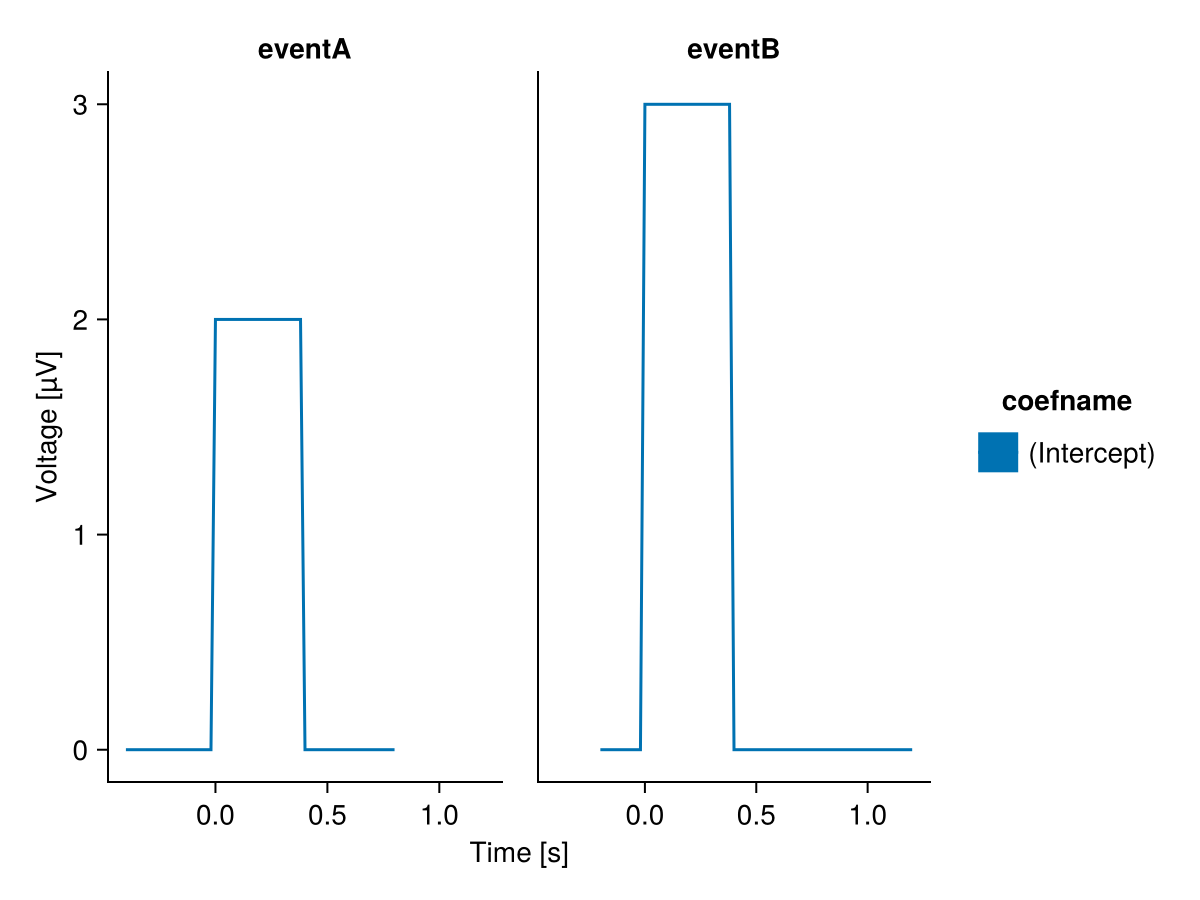 eventA
eventB
3
2
1
0
Voltage [µV]
0.0 0.5 1.0
0.0 0.5 1.0
Time [s]
coefname
(Intercept)